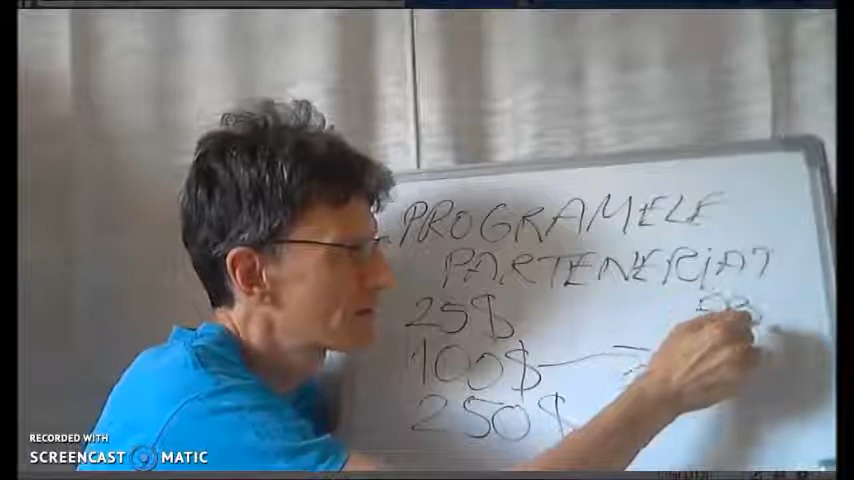 PROGRAMELE
PARTENERIAT
25$
100$
250$
RECORDED WITH
SCREENCAST MATIC